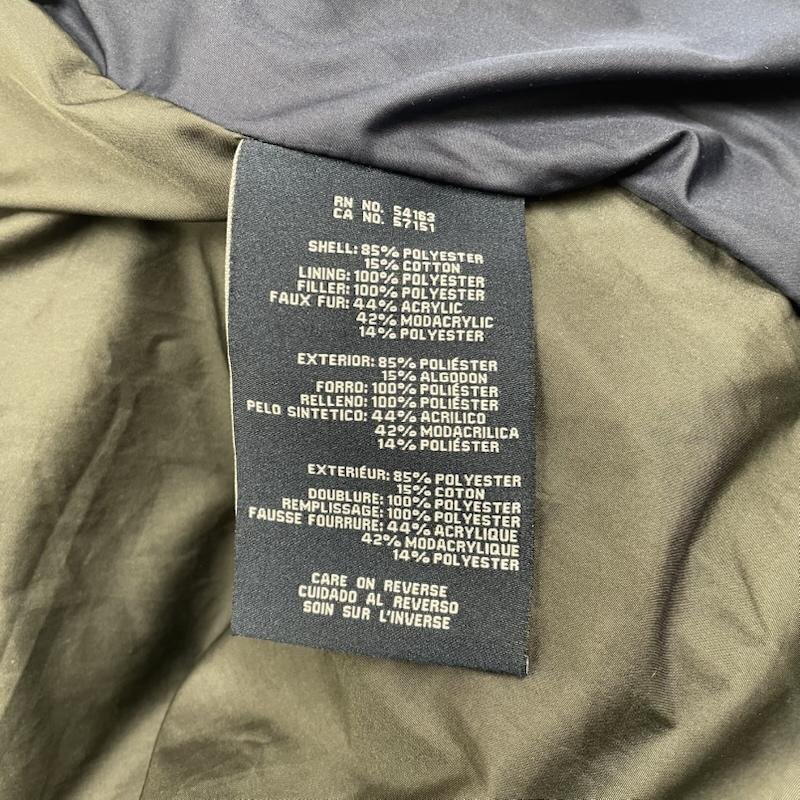 RN NO. 54163
CA NO. 57151
SHELL: 85% POLYESTER
15% COTTON
LINING: 100% POLYESTER
FILLER: 100% POLYESTER
FAUX FUR: 44% ACRYLIC
42% MODACRYLIC
14% POLYESTER
EXTERIOR: 85% POLIÉSTER
15% ALGODON
FORRO: 100% POLIÉSTER
RELLENO: 100% POLIÉSTER
PELO SINTETICO: 44% ACRILICO
42% MODACRILICA
14% POLIÉSTER
EXTERIÉUR: 85% POLYESTER
15% COTON
DOUBLURE: 100% POLYESTER
REMPLISSAGE: 100% POLYESTER
FAUSSE FOURRURE: 44% ACRYLIQUE
42% MODACRYLIQUE
14% POLYESTER
CARE ON REVERSE
CUIDADO AL REVERSO
SOIN SUR L'INVERSE